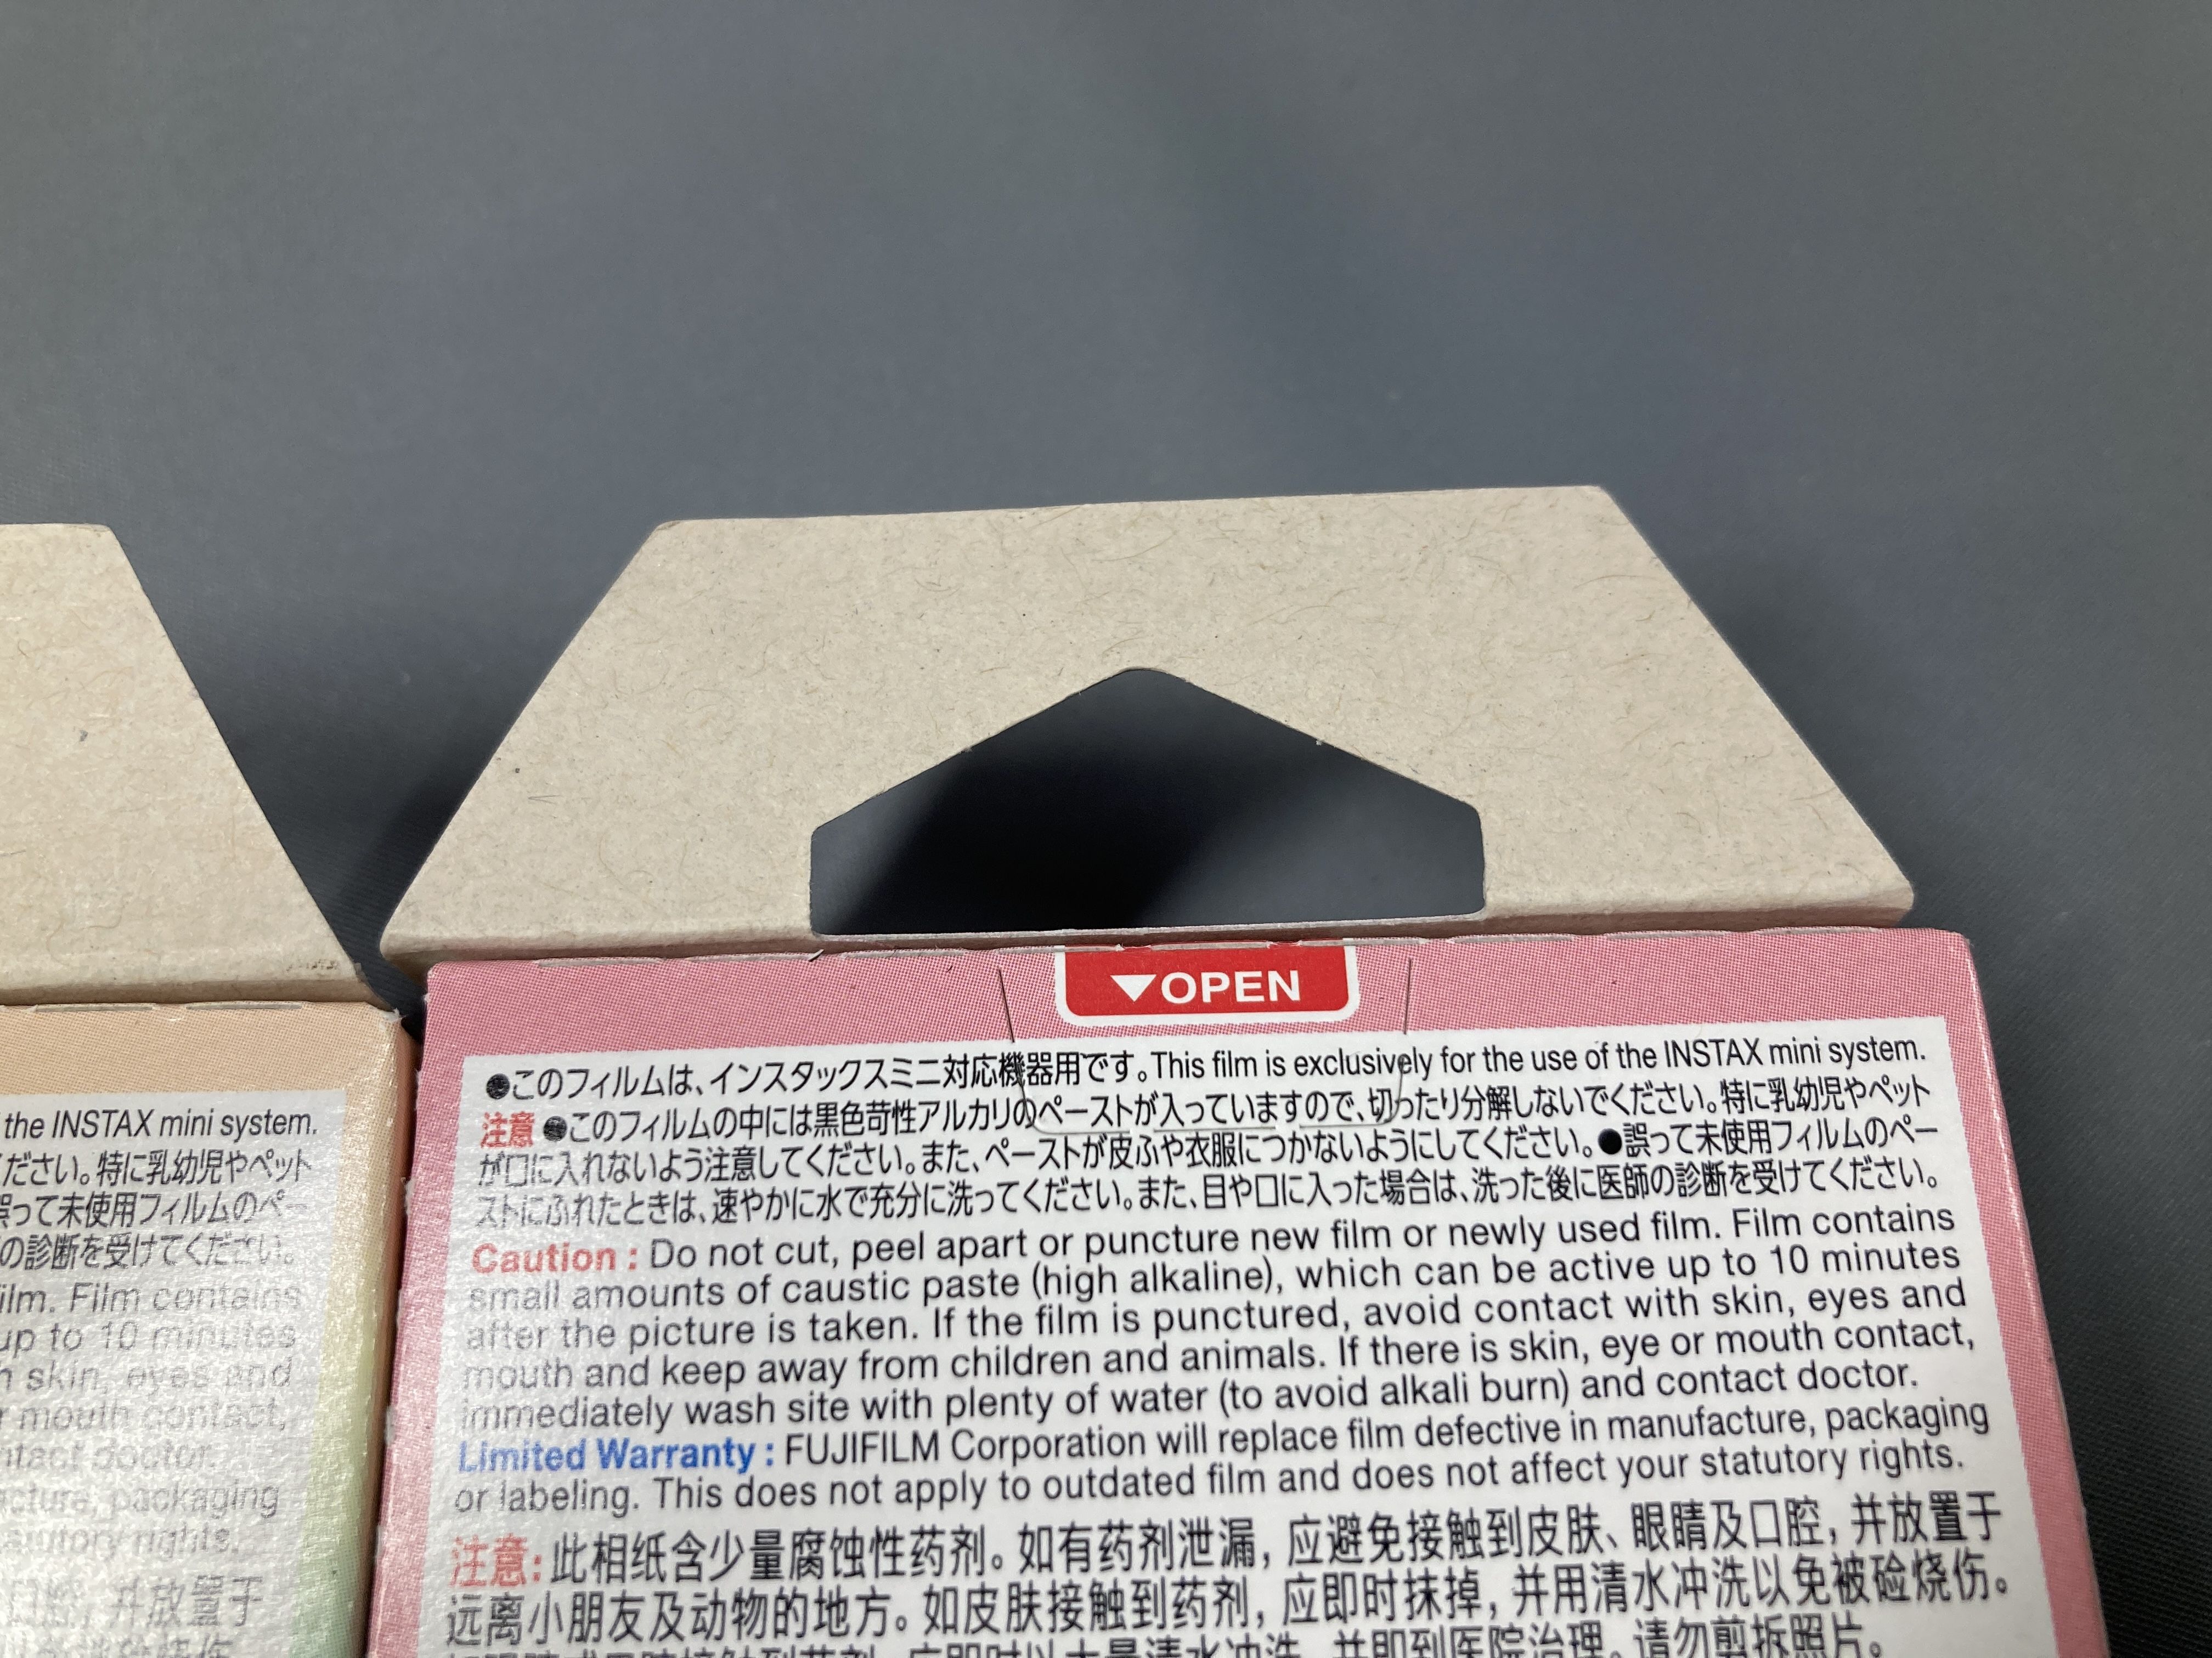 ▼OPEN
●このフィルムは、インスタックスミニ対応機器用です。This film is exclusively for the use of the INSTAX mini system.
注意 ●このフィルムの中には黒色苛性アルカリのペーストが入っていますので、切ったり分解しないでください。特に乳幼児やペット
が口に入れないよう注意してください。また、ペーストが皮ふや衣服につかないようにしてください。●誤って未使用フィルムのペー
ストにふれたときは、速やかに水で充分に洗ってください。また、目や口に入った場合は、洗った後に医師の診断を受けてください。
Caution : Do not cut, peel apart or puncture new film or newly used film. Film contains
small amounts of caustic paste (high alkaline), which can be active up to 10 minutes
after the picture is taken. If the film is punctured, avoid contact with skin, eyes and
mouth and keep away from children and animals. If there is skin, eye or mouth contact,
immediately wash site with plenty of water (to avoid alkali burn) and contact doctor.
Limited Warranty : FUJIFILM Corporation will replace film defective in manufacture, packaging
or labeling. This does not apply to outdated film and does not affect your statutory rights.
注意: 此相纸含少量腐蚀性药剂。如有药剂泄漏, 应避免接触到皮肤、眼睛及口腔, 并放置于
远离小朋友及动物的地方。如皮肤接触到药剂, 应即时抹掉, 并用清水冲洗以免被硷烧伤。
请勿剪拆照片。
the INSTAX mini system.
ださい。特に乳幼児やペット
って未使用フィルムのペー
の診断を受けてください。
film. Film contains
up to 10 minutes
skin, eyes and
mouth contact,
doctor.
packaging
statutory rights.
口腔, 并放置于